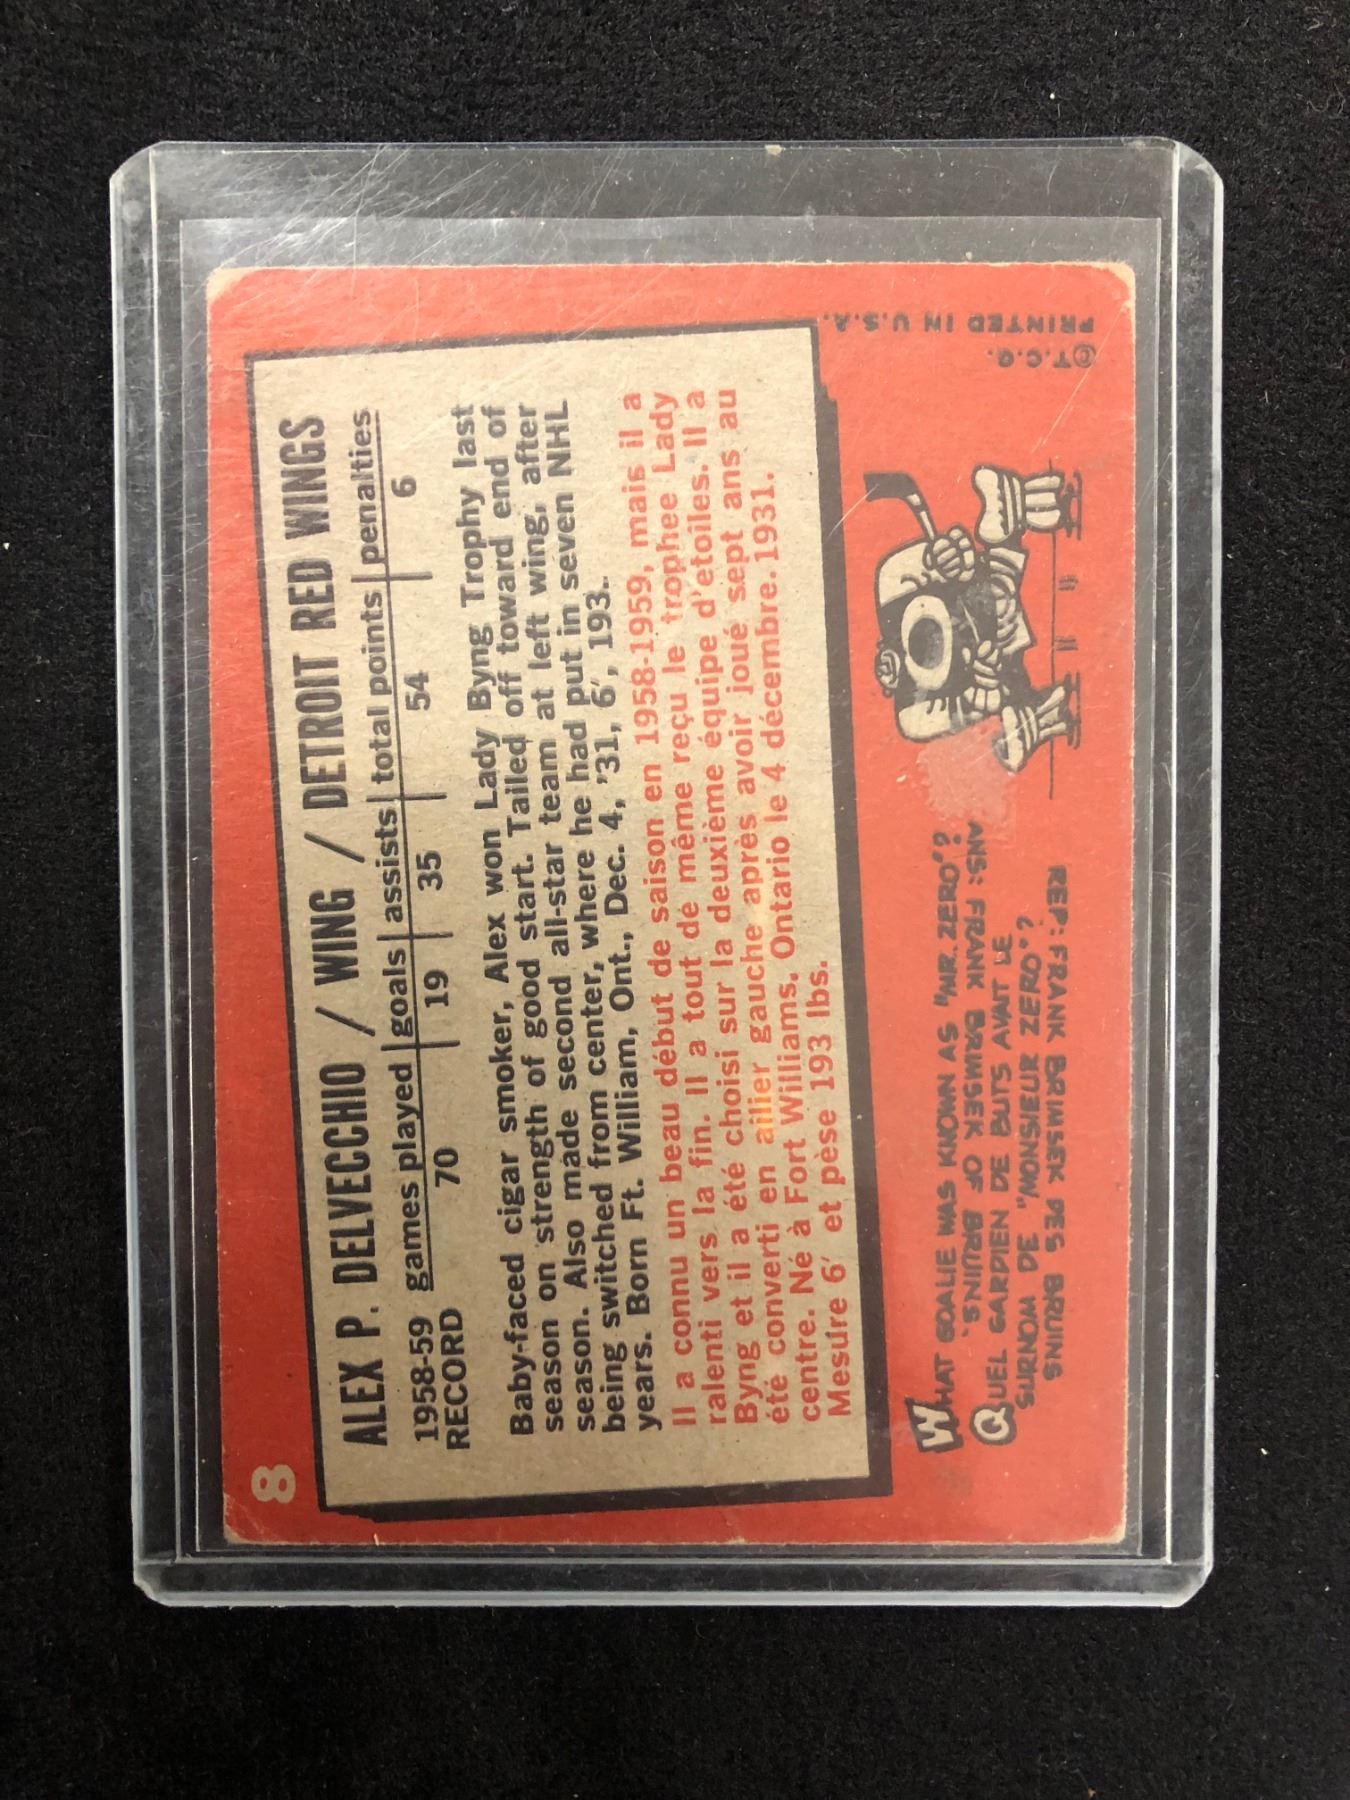 8
ALEX P. DELVECCHIO / WING / DETROIT RED WINGS
1958-59 games played goals assists total points penalties
RECORD 70 19 35 54 6
Baby-faced cigar smoker, Alex won Lady Byng Trophy last
season on strength of good start. Tailed off toward end of
season. Also made second all-star team at left wing, after
being switched from center, where he had put in seven NHL
years. Born Ft. William, Ont., Dec. 4, '31, 6', 193.
Il a connu un beau début de saison en 1958-1959, mais il a
ralenti vers la fin. Il a tout de même reçu le trophee Lady
Byng et il a été choisi sur la deuxième équipe d'etoiles. Il a
été converti en ailier gauche après avoir joué sept ans au
centre. Né à Fort Williams, Ontario le 4 décembre. 1931.
Mesure 6' et pèse 193 lbs.
WHAT GOALIE WAS KNOWN AS "MR. ZERO"?
ANS: FRANK BRIMSEK OF BRUINS.
QUEL GARDIEN DE BUTS AVAIT LE
SURNOM DE "MONSIEUR ZERO"?
REP: FRANK BRIMSEK DES BRUINS
©T.C.G.
PRINTED IN U.S.A.